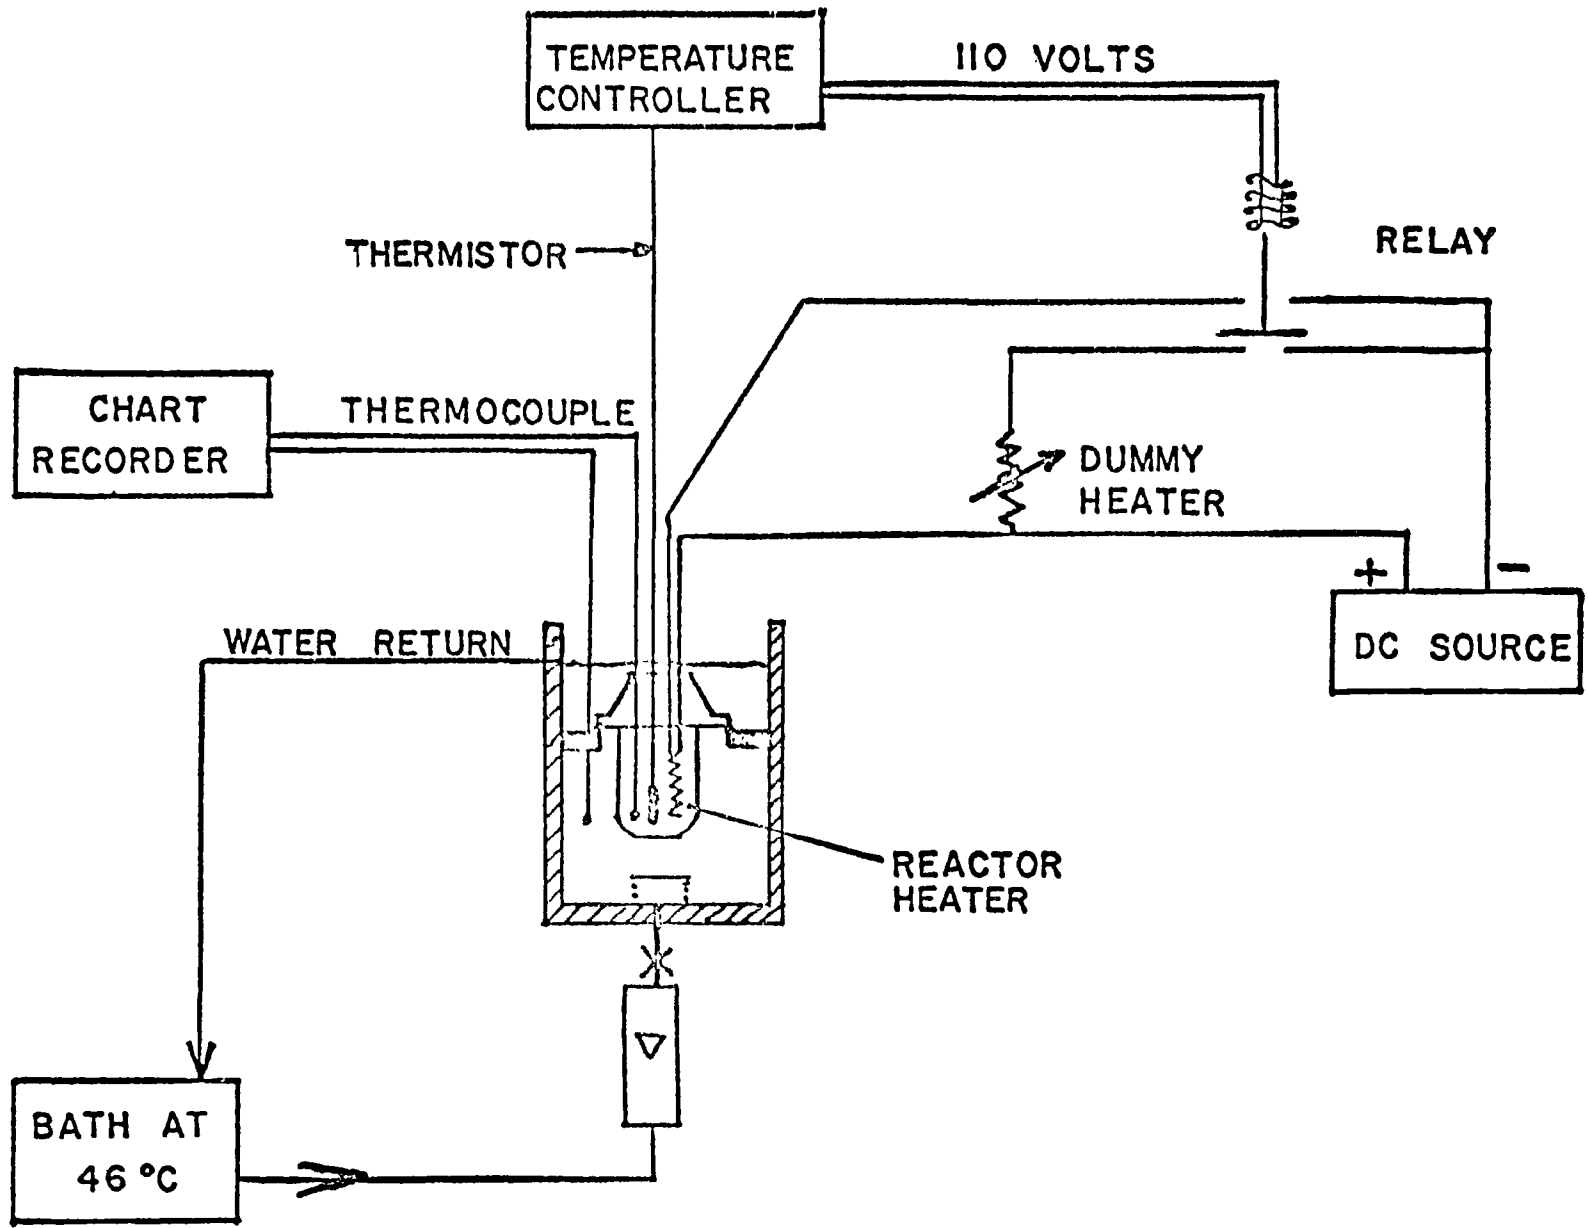 TEMPERATURE
CONTROLLER
110 VOLTS
THERMISTOR
RELAY
CHART
RECORDER
THERMOCOUPLE
DUMMY
HEATER
+
-
DC SOURCE
WATER RETURN
REACTOR
HEATER
BATH AT
46 °C